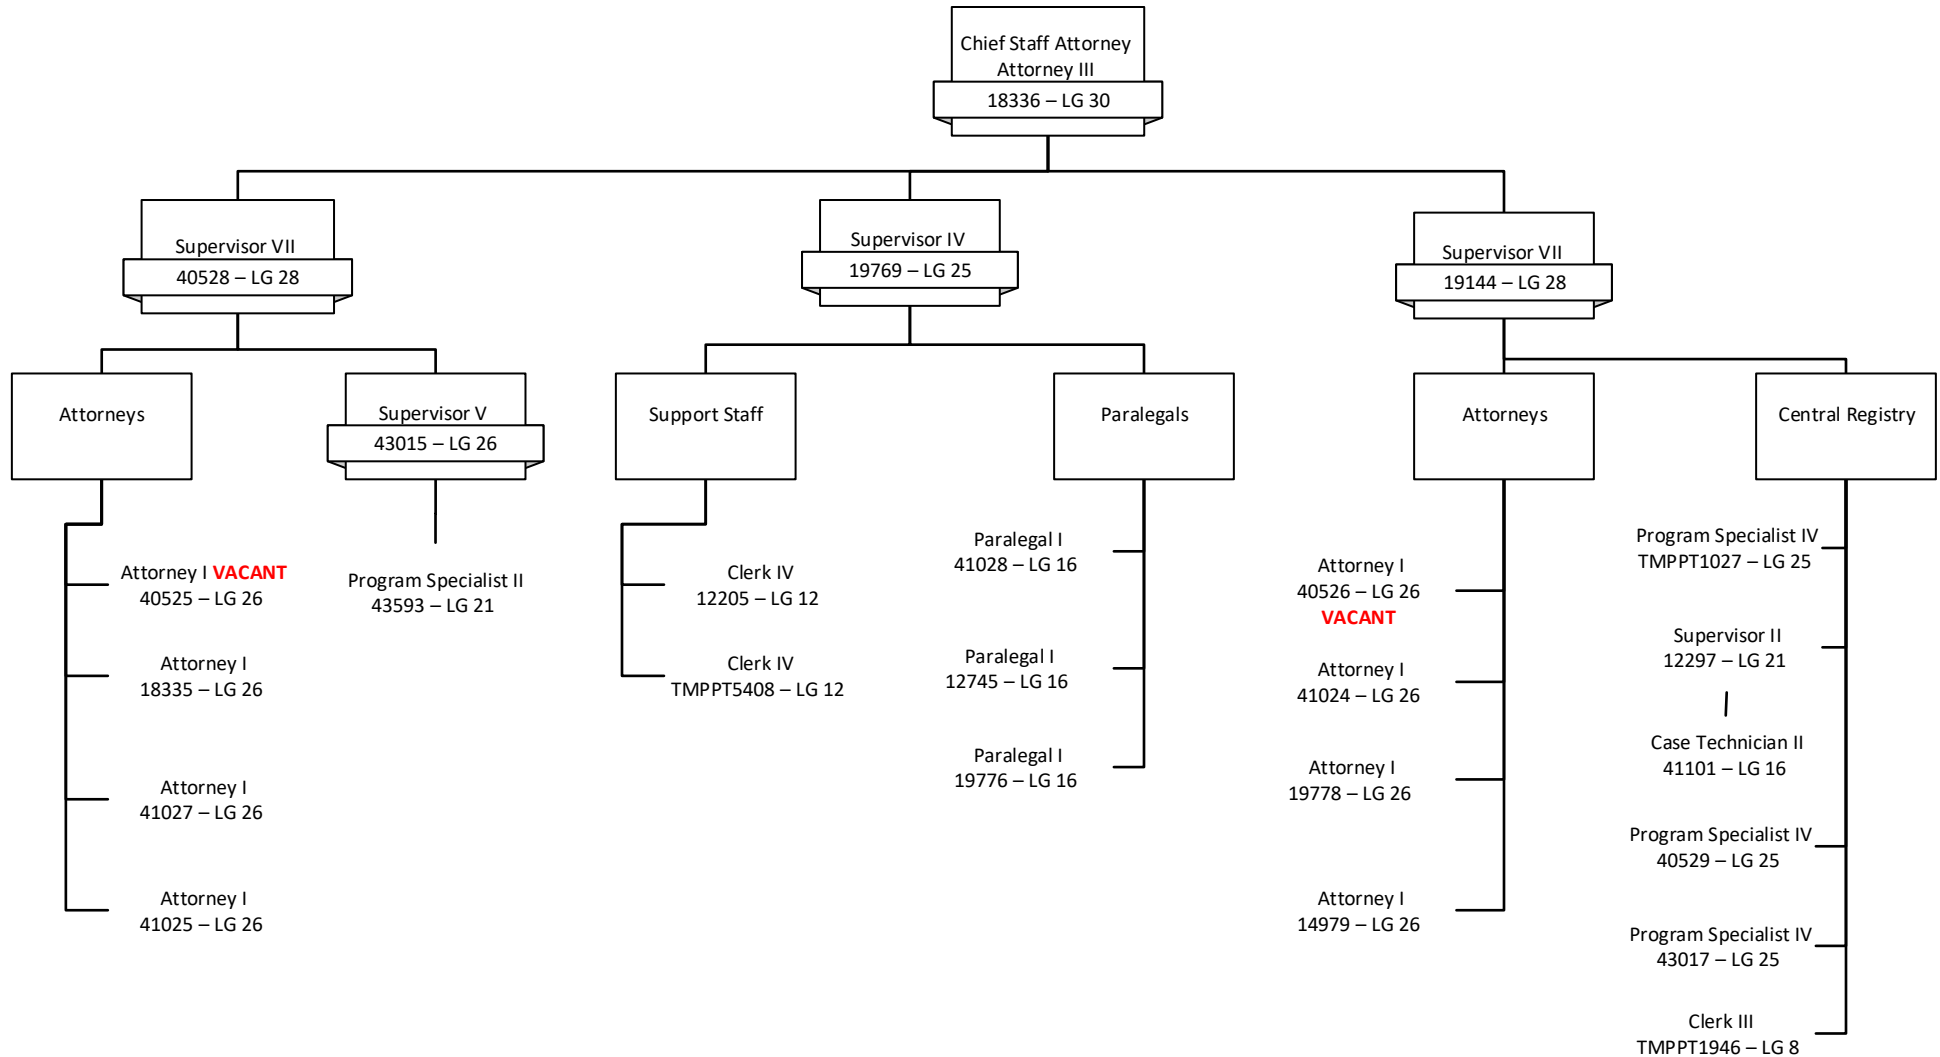 Chief Staff Attorney
Attorney III
18336 – LG 30
Supervisor VII
40528 – LG 28
Supervisor IV
19769 – LG 25
Supervisor VII
19144 – LG 28
Attorneys
Supervisor V
43015 – LG 26
Support Staff
Paralegals
Attorneys
Central Registry
Attorney I VACANT
40525 – LG 26
Attorney I
18335 – LG 26
Attorney I
41027 – LG 26
Attorney I
41025 – LG 26
Program Specialist II
43593 – LG 21
Clerk IV
12205 – LG 12
Clerk IV
TMPPT5408 – LG 12
Paralegal I
41028 – LG 16
Paralegal I
12745 – LG 16
Paralegal I
19776 – LG 16
Attorney I
40526 – LG 26
VACANT
Attorney I
41024 – LG 26
Attorney I
19778 – LG 26
Attorney I
14979 – LG 26
Program Specialist IV
TMPPT1027 – LG 25
Supervisor II
12297 – LG 21
Case Technician II
41101 – LG 16
Program Specialist IV
40529 – LG 25
Program Specialist IV
43017 – LG 25
Clerk III
TMPPT1946 – LG 8